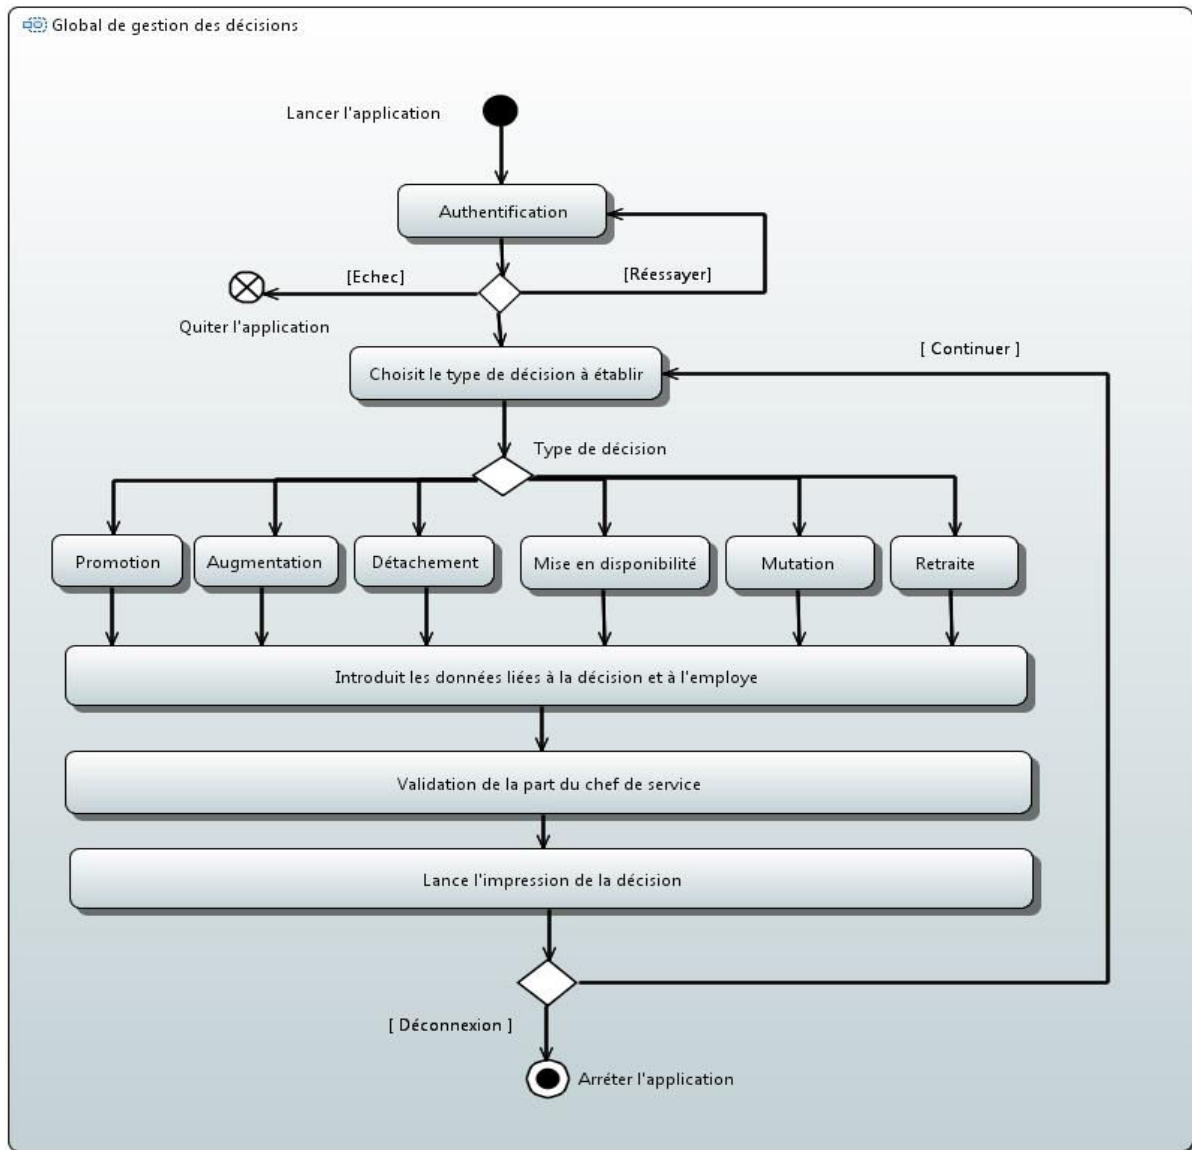 Global de gestion des décisions
Lancer l'application
Authentification
[Echec]
[Réessayer]
Quiter l'application
[ Continuer ]
Choisit le type de décision à établir
Type de décision
Promotion
Augmentation
Détachement
Mise en disponibilité
Mutation
Retraite
Introduit les données liées à la décision et à l'employe
Validation de la part du chef de service
Lance l'impression de la décision
[ Déconnexion ]
Arréter l'application